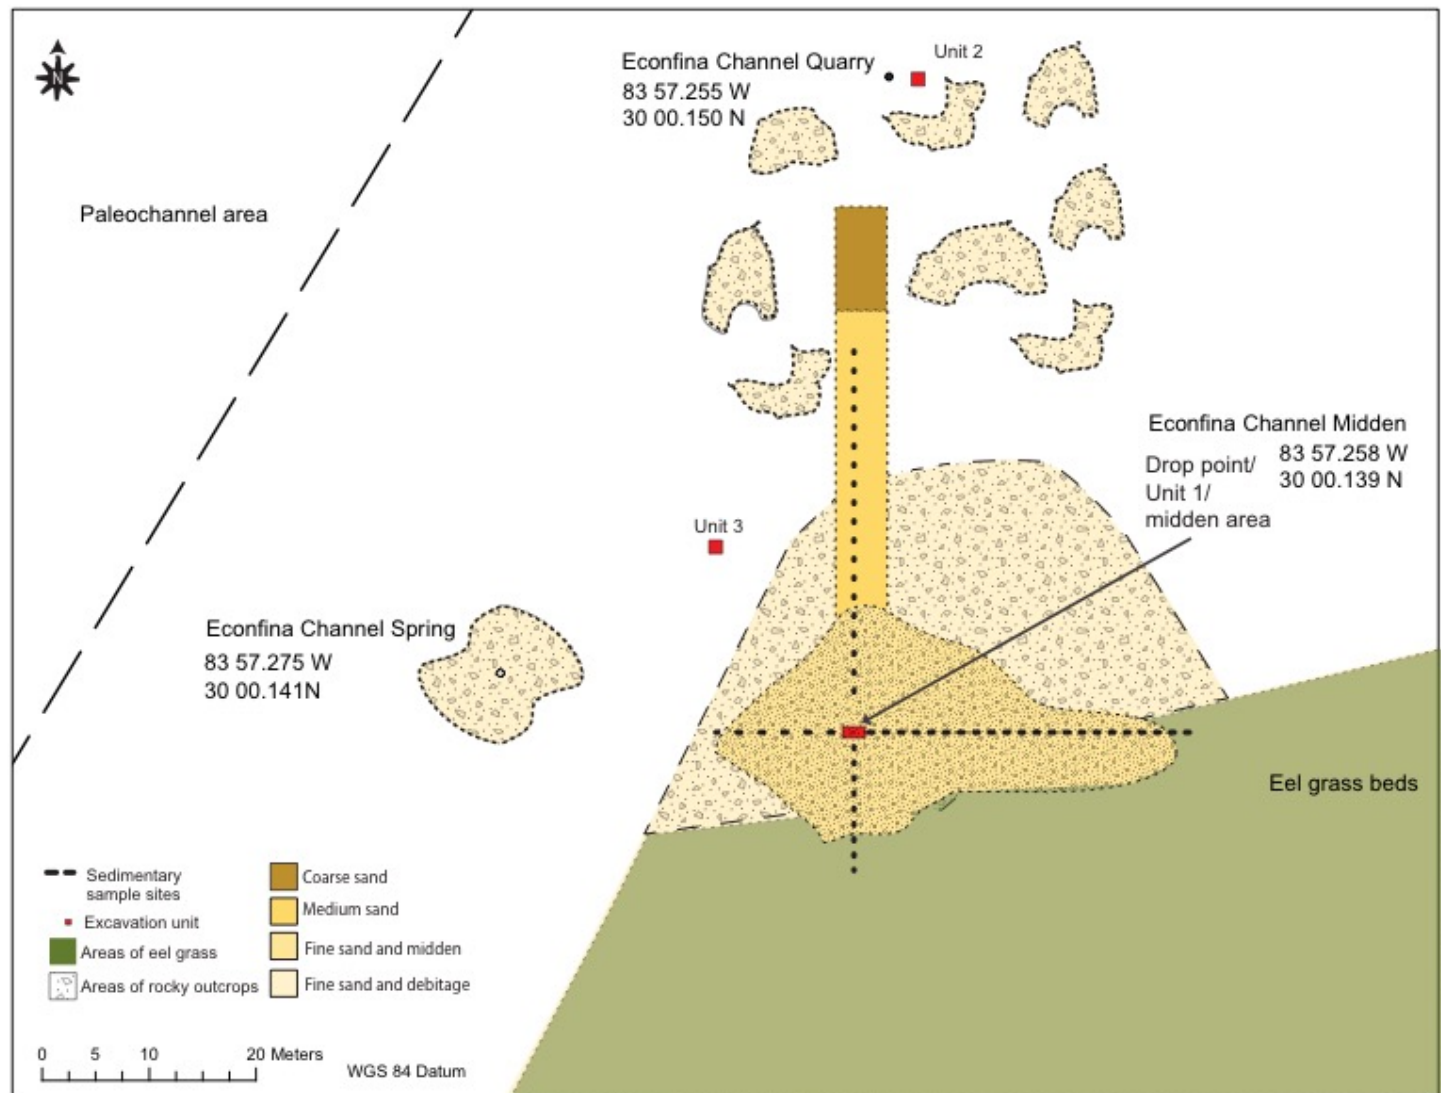 N
Econfina Channel Quarry
83 57.255 W
30 00.150 N
Unit 2
Paleochannel area
Econfina Channel Midden
83 57.258 W
30 00.139 N
Drop point/
Unit 1/
midden area
Unit 3
Econfina Channel Spring
83 57.275 W
30 00.141N
Eel grass beds
Sedimentary
sample sites
Excavation unit
Areas of eel grass
Areas of rocky outcrops
Coarse sand
Medium sand
Fine sand and midden
Fine sand and debitage
0 5 10 20 Meters
WGS 84 Datum